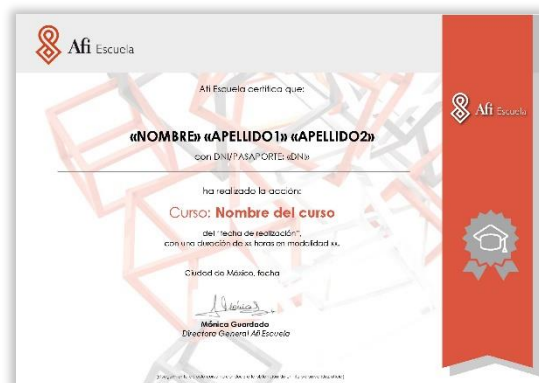 Afi Escuela
Afi Escuela certifica que:
Afi Escuela
«NOMBRE» «APELLIDO1» «APELLIDO2»
con DNI/PASAPORTE: «DNI»
ha realizado la acción:
Curso: Nombre del curso
del "fecha de realización",
con una duración de xx horas en modalidad xx.
Ciudad de México, fecha
Mónica Guardado
Directora General Afi Escuela